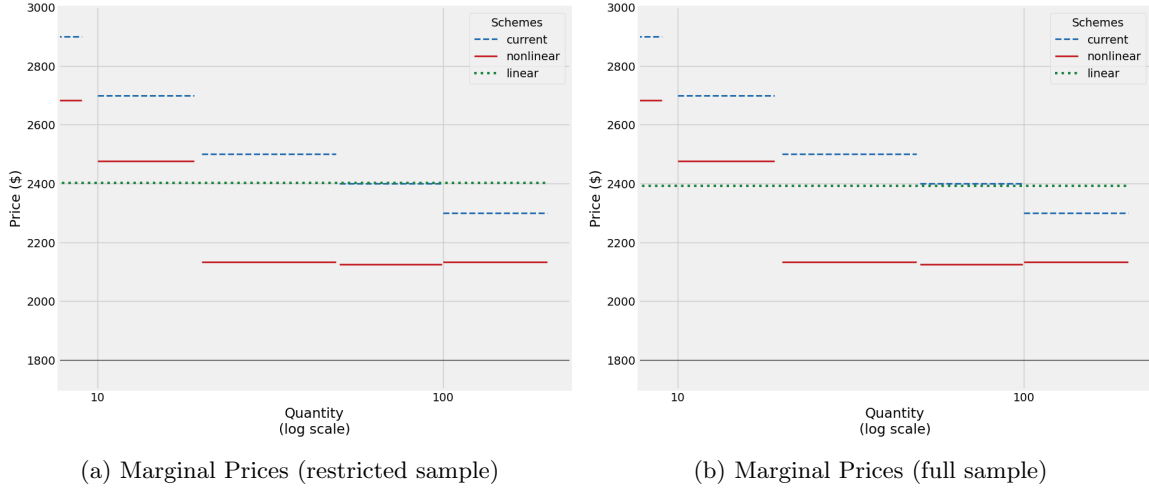 3000
2800
2600
2400
2200
2000
1800
Price ($)
10
100
Quantity
(log scale)
Schemes
current
nonlinear
linear
(a) Marginal Prices (restricted sample)
3000
2800
2600
2400
2200
2000
1800
Price ($)
10
100
Quantity
(log scale)
Schemes
current
nonlinear
linear
(b) Marginal Prices (full sample)